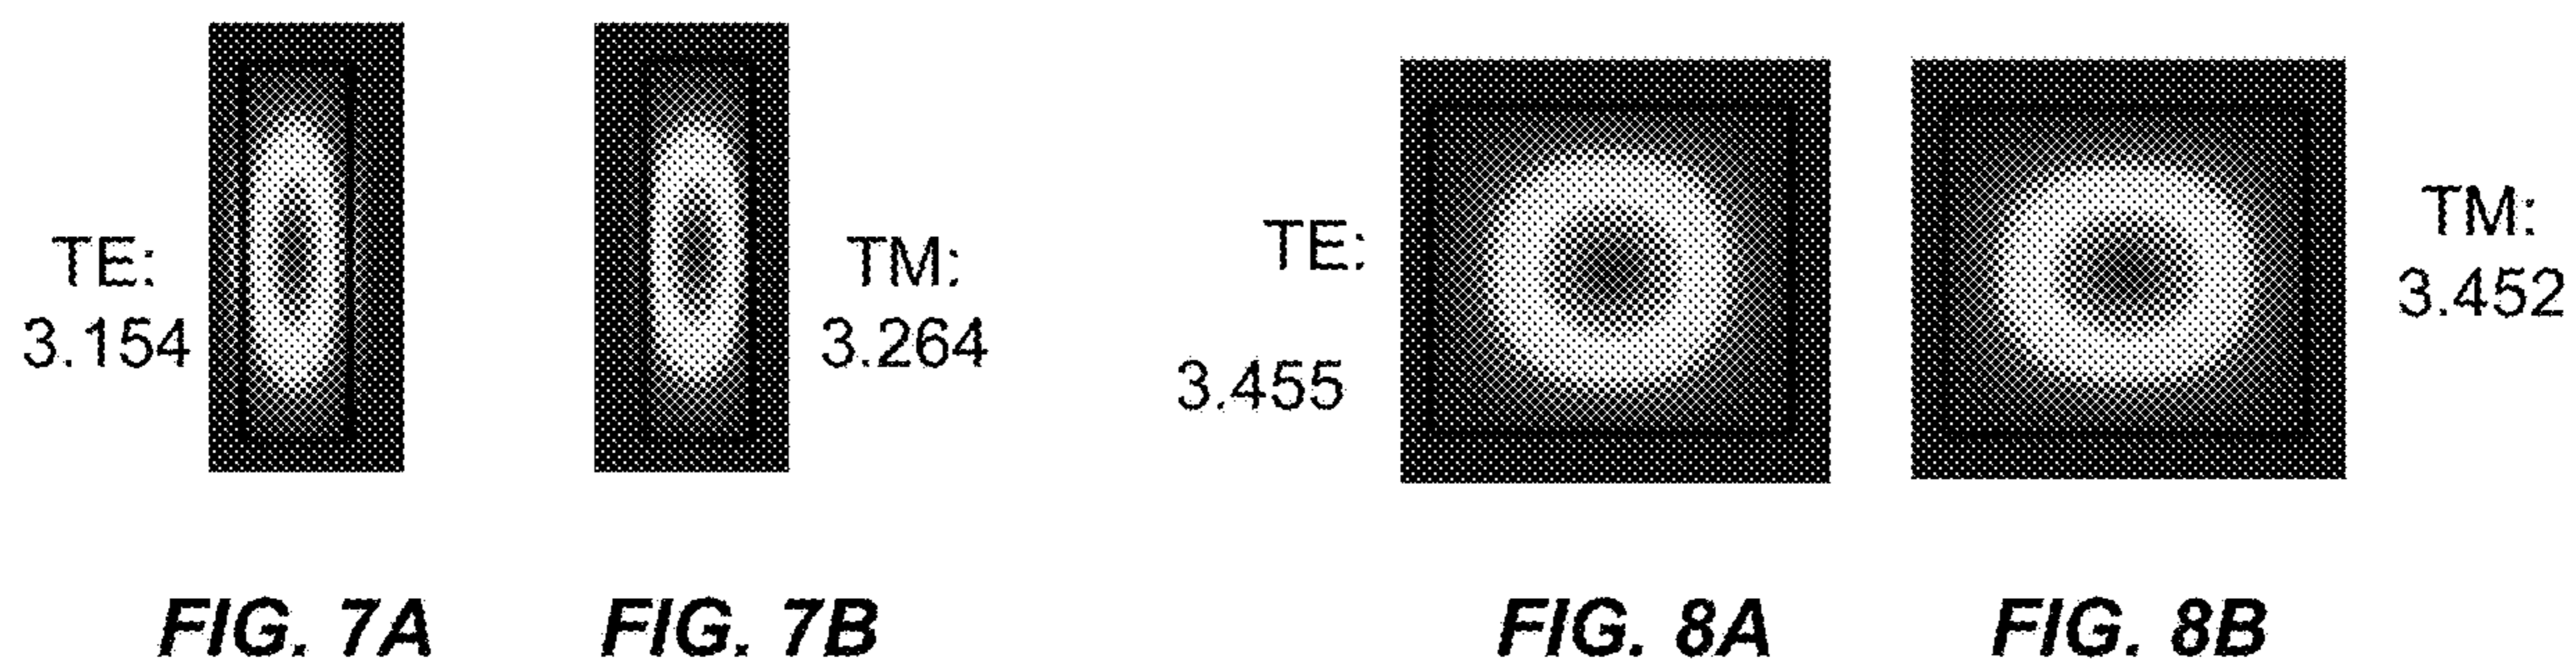 TE:
3.154
TM:
3.264
TE:
3.455
TM:
3.452
FIG. 7A
FIG. 7B
FIG. 8A
FIG. 8B